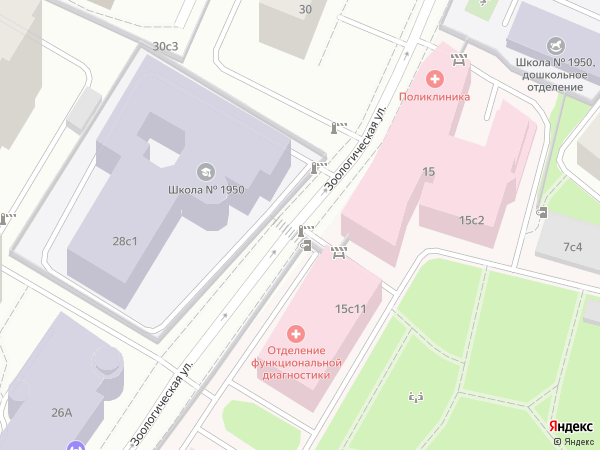 30
30с3
Школа № 1950,
дошкольное
отделение
Поликлиника
Зоологическая ул.
15
Школа № 1950
15с2
28с1
7с4
15с11
Отделение
функциональной
диагностики
Зоологическая ул.
26А
Яндекс
© Яндекс